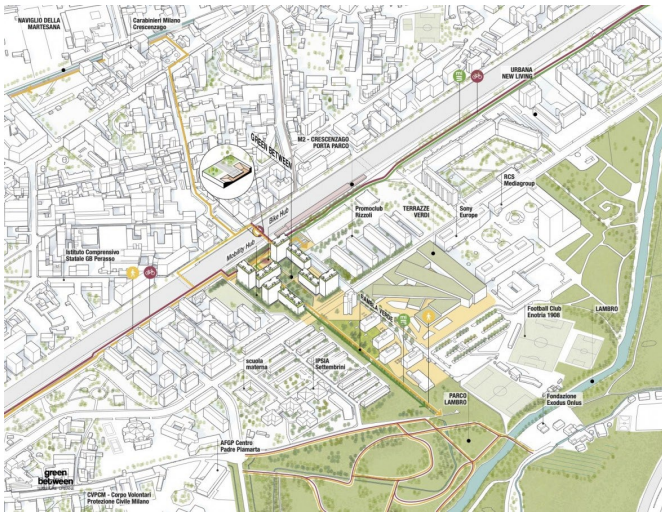 NAVIGLIO DELLA
MARTESANA
Carabinieri Milano
Crescenzago
URBANA
NEW LIVING
GREEN BETWEEN
M2 - CRESCENZAGO
PORTA PARCO
RCS
Mediagroup
Bike Hub
Promoclub
Rizzoli
TERRAZZE
VERDI
Sony
Europe
Mobility Hub
Istituto Comprensivo
Statale GB Perasso
RAMBLA VERDE
Football Club
Enotria 1908
LAMBRO
scuola
materna
IPSIA
Settembrini
PARCO
LAMBRO
Fondazione
Exodus Onlus
AFGP Centro
Padre Piamarta
green
between
CVPCM - Corpo Volontari
Protezione Civile Milano